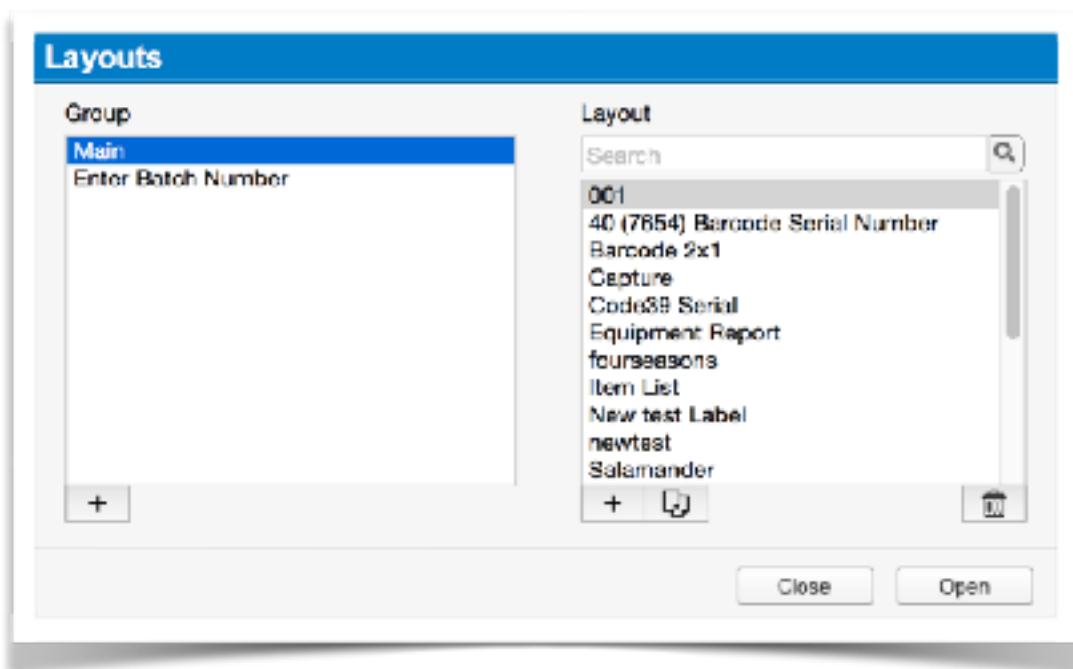 Layouts
Group
Main
Enter Batch Number
Layout
Search
001
40 (7654) Barcode Serial Number
Barcode 2x1
Capture
Code39 Serial
Equipment Report
fourseasons
Item List
New test Label
newtest
Salamander
+
+
Close
Open